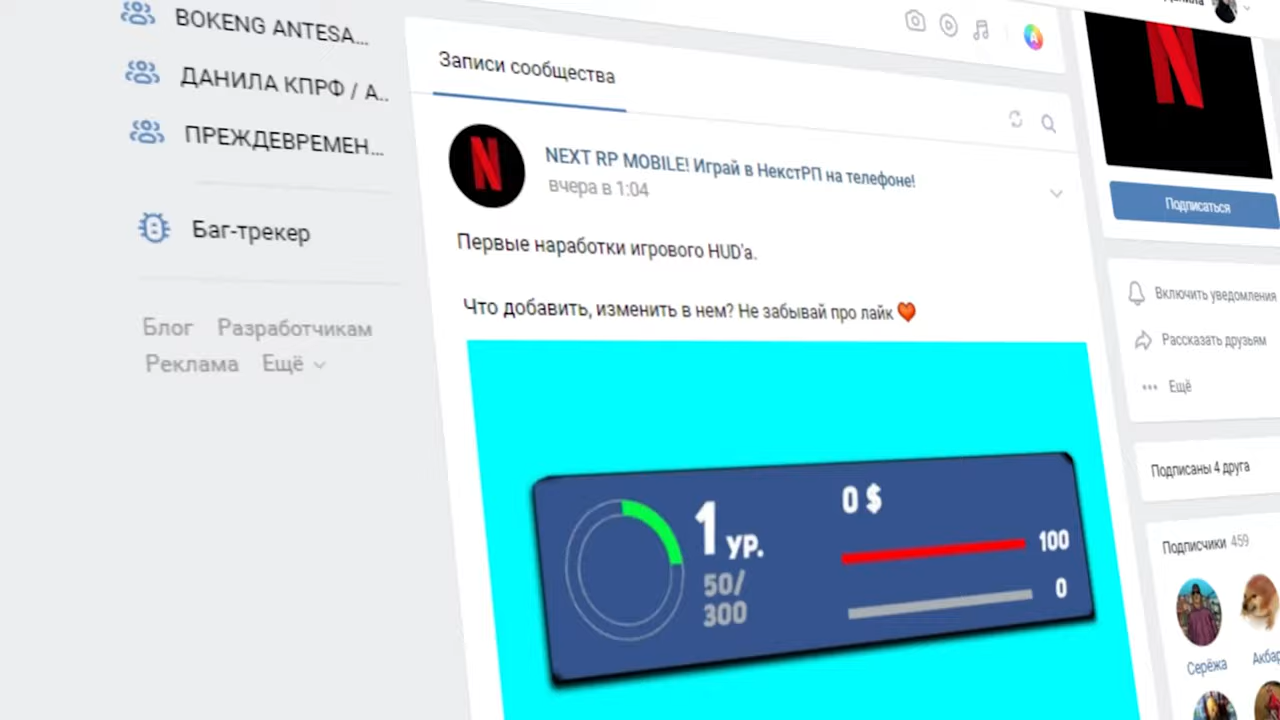 BOKENG ANTESA...
ДАНИЛА КПРФ / А..
ПРЕЖДЕВРЕМЕН...
Баг-трекер
Блог Разработчикам
Реклама Ещё
Записи сообщества
NEXT RP MOBILE! Играй в НекстРП на телефоне!
вчера в 1:04
Первые наработки игрового HUD'а.
Что добавить, изменить в нем? Не забывай про лайк
1 УР.
50/
300
0 $
100
0
N
Подписаться
Включить уведомления
Рассказать друзьям
Ещё
Подписаны 4 друга
Подписчики 459
Серёжа
Акбар